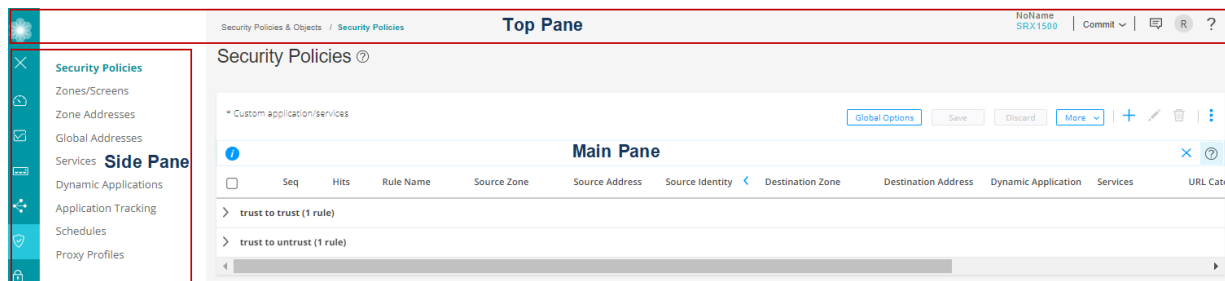 Security Policies & Objects / Security Policies
Top Pane
NoName
SRX1500
Commit
R
?
Security Policies
Zones/Screens
Zone Addresses
Global Addresses
Services
Side Pane
Dynamic Applications
Application Tracking
Schedules
Proxy Profiles
Security Policies ?
* Custom application/services
Global Options Save Discard More
i
Main Pane
?
Seq Hits Rule Name Source Zone Source Address Source Identity Destination Zone Destination Address Dynamic Application Services URL Cate
trust to trust (1 rule)
trust to untrust (1 rule)